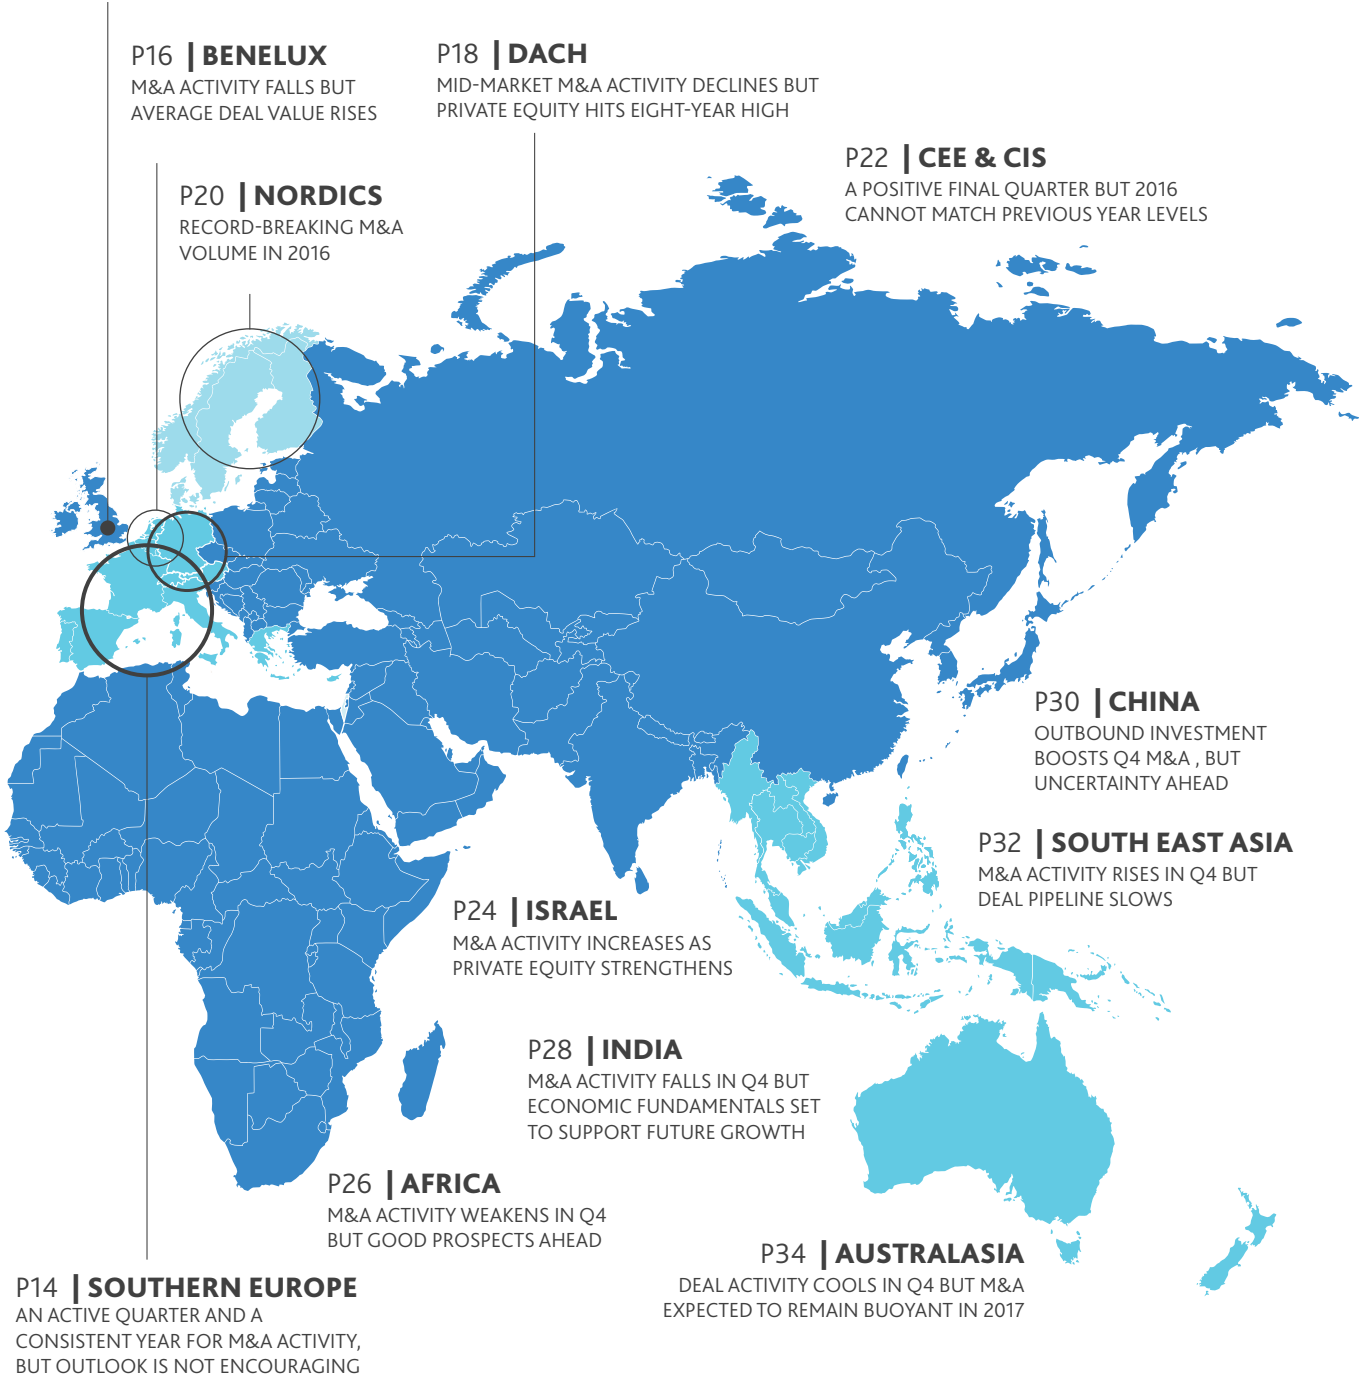 P16 | BENELUX
M&A ACTIVITY FALLS BUT
AVERAGE DEAL VALUE RISES
P18 | DACH
MID-MARKET M&A ACTIVITY DECLINES BUT
PRIVATE EQUITY HITS EIGHT-YEAR HIGH
P22 | CEE & CIS
A POSITIVE FINAL QUARTER BUT 2016
CANNOT MATCH PREVIOUS YEAR LEVELS
P20 | NORDICS
RECORD-BREAKING M&A
VOLUME IN 2016
P30 | CHINA
OUTBOUND INVESTMENT
BOOSTS Q4 M&A , BUT
UNCERTAINTY AHEAD
P32 | SOUTH EAST ASIA
M&A ACTIVITY RISES IN Q4 BUT
DEAL PIPELINE SLOWS
P24 | ISRAEL
M&A ACTIVITY INCREASES AS
PRIVATE EQUITY STRENGTHENS
P28 | INDIA
M&A ACTIVITY FALLS IN Q4 BUT
ECONOMIC FUNDAMENTALS SET
TO SUPPORT FUTURE GROWTH
P26 | AFRICA
M&A ACTIVITY WEAKENS IN Q4
BUT GOOD PROSPECTS AHEAD
P34 | AUSTRALASIA
DEAL ACTIVITY COOLS IN Q4 BUT M&A
EXPECTED TO REMAIN BUOYANT IN 2017
P14 | SOUTHERN EUROPE
AN ACTIVE QUARTER AND A
CONSISTENT YEAR FOR M&A ACTIVITY,
BUT OUTLOOK IS NOT ENCOURAGING